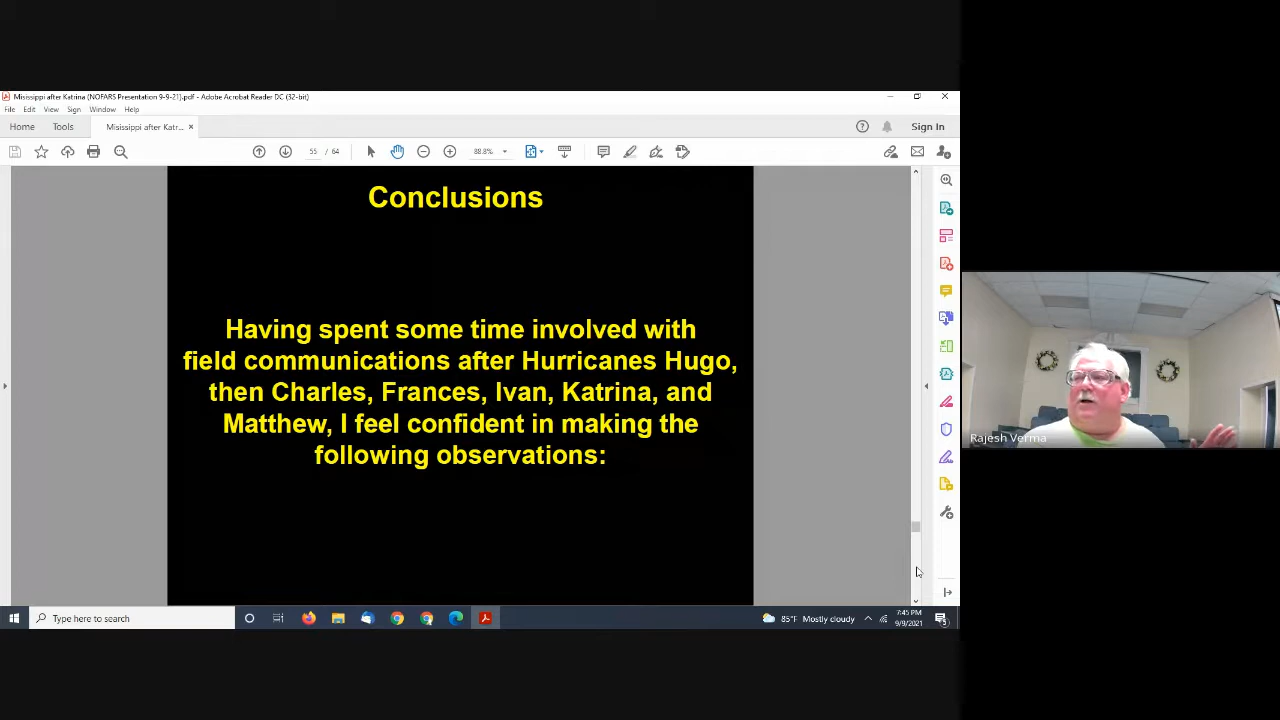 Misissippi after Katrina (NOFARS Presentation 9-9-21).pdf - Adobe Acrobat Reader DC (32-bit)
File Edit View Sign Window Help
Home Tools Misissippi after Katr... × Sign In
55 / 64 88.8%
Conclusions
Having spent some time involved with
field communications after Hurricanes Hugo,
then Charles, Frances, Ivan, Katrina, and
Matthew, I feel confident in making the
following observations:
Rajesh Verma
Type here to search
85°F Mostly cloudy
7:45 PM
9/9/2021